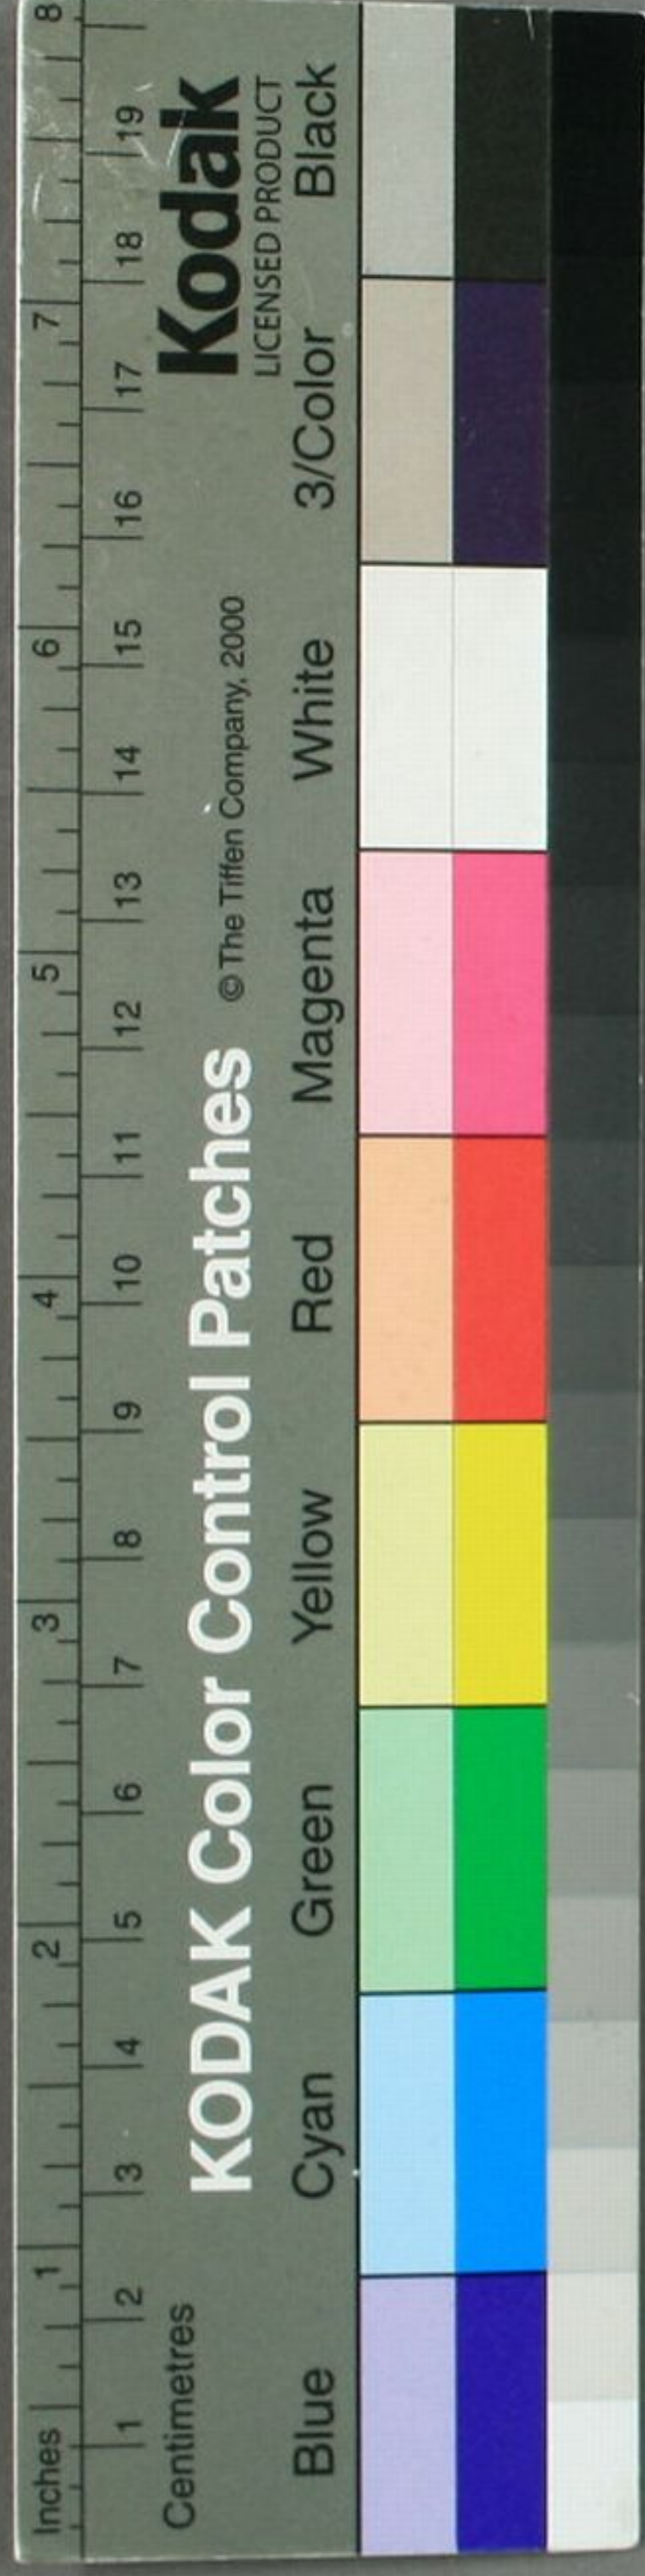 Inches 1 2 3 4 5 6 7 8
1 2 3 4 5 6 7 8 9 10 11 12 13 14 15 16 17 18 19
Centimetres
KODAK Color Control Patches © The Tiffen Company, 2000 Kodak
LICENSED PRODUCT
Blue Cyan Green Yellow Red Magenta White 3/Color Black